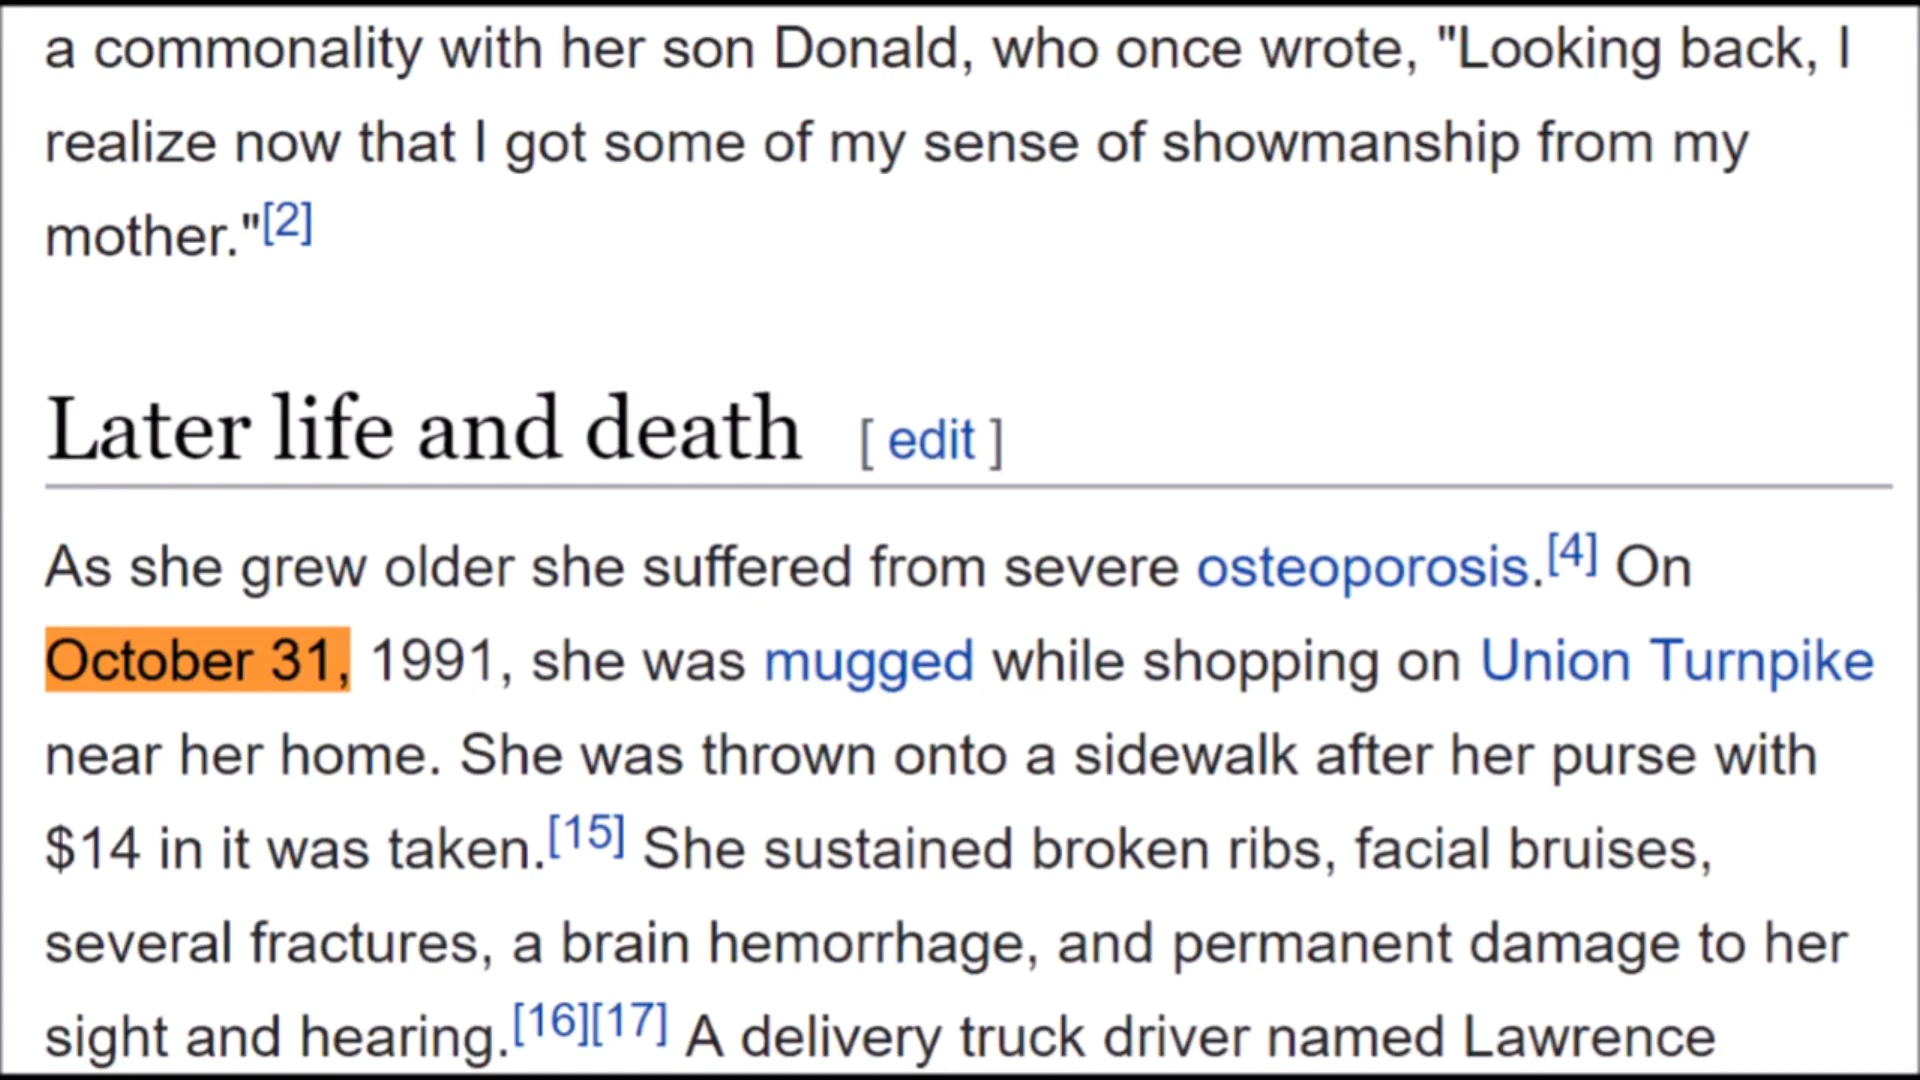 a commonality with her son Donald, who once wrote, "Looking back, I
realize now that I got some of my sense of showmanship from my
mother."[2]
Later life and death [ edit ]
As she grew older she suffered from severe osteoporosis.[4] On
October 31, 1991, she was mugged while shopping on Union Turnpike
near her home. She was thrown onto a sidewalk after her purse with
$14 in it was taken.[15] She sustained broken ribs, facial bruises,
several fractures, a brain hemorrhage, and permanent damage to her
sight and hearing.[16][17] A delivery truck driver named Lawrence